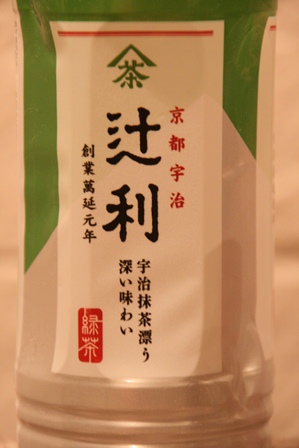 茶
京都宇治
辻利
創業萬延元年
宇治抹茶漂う
深い味わい
緑茶